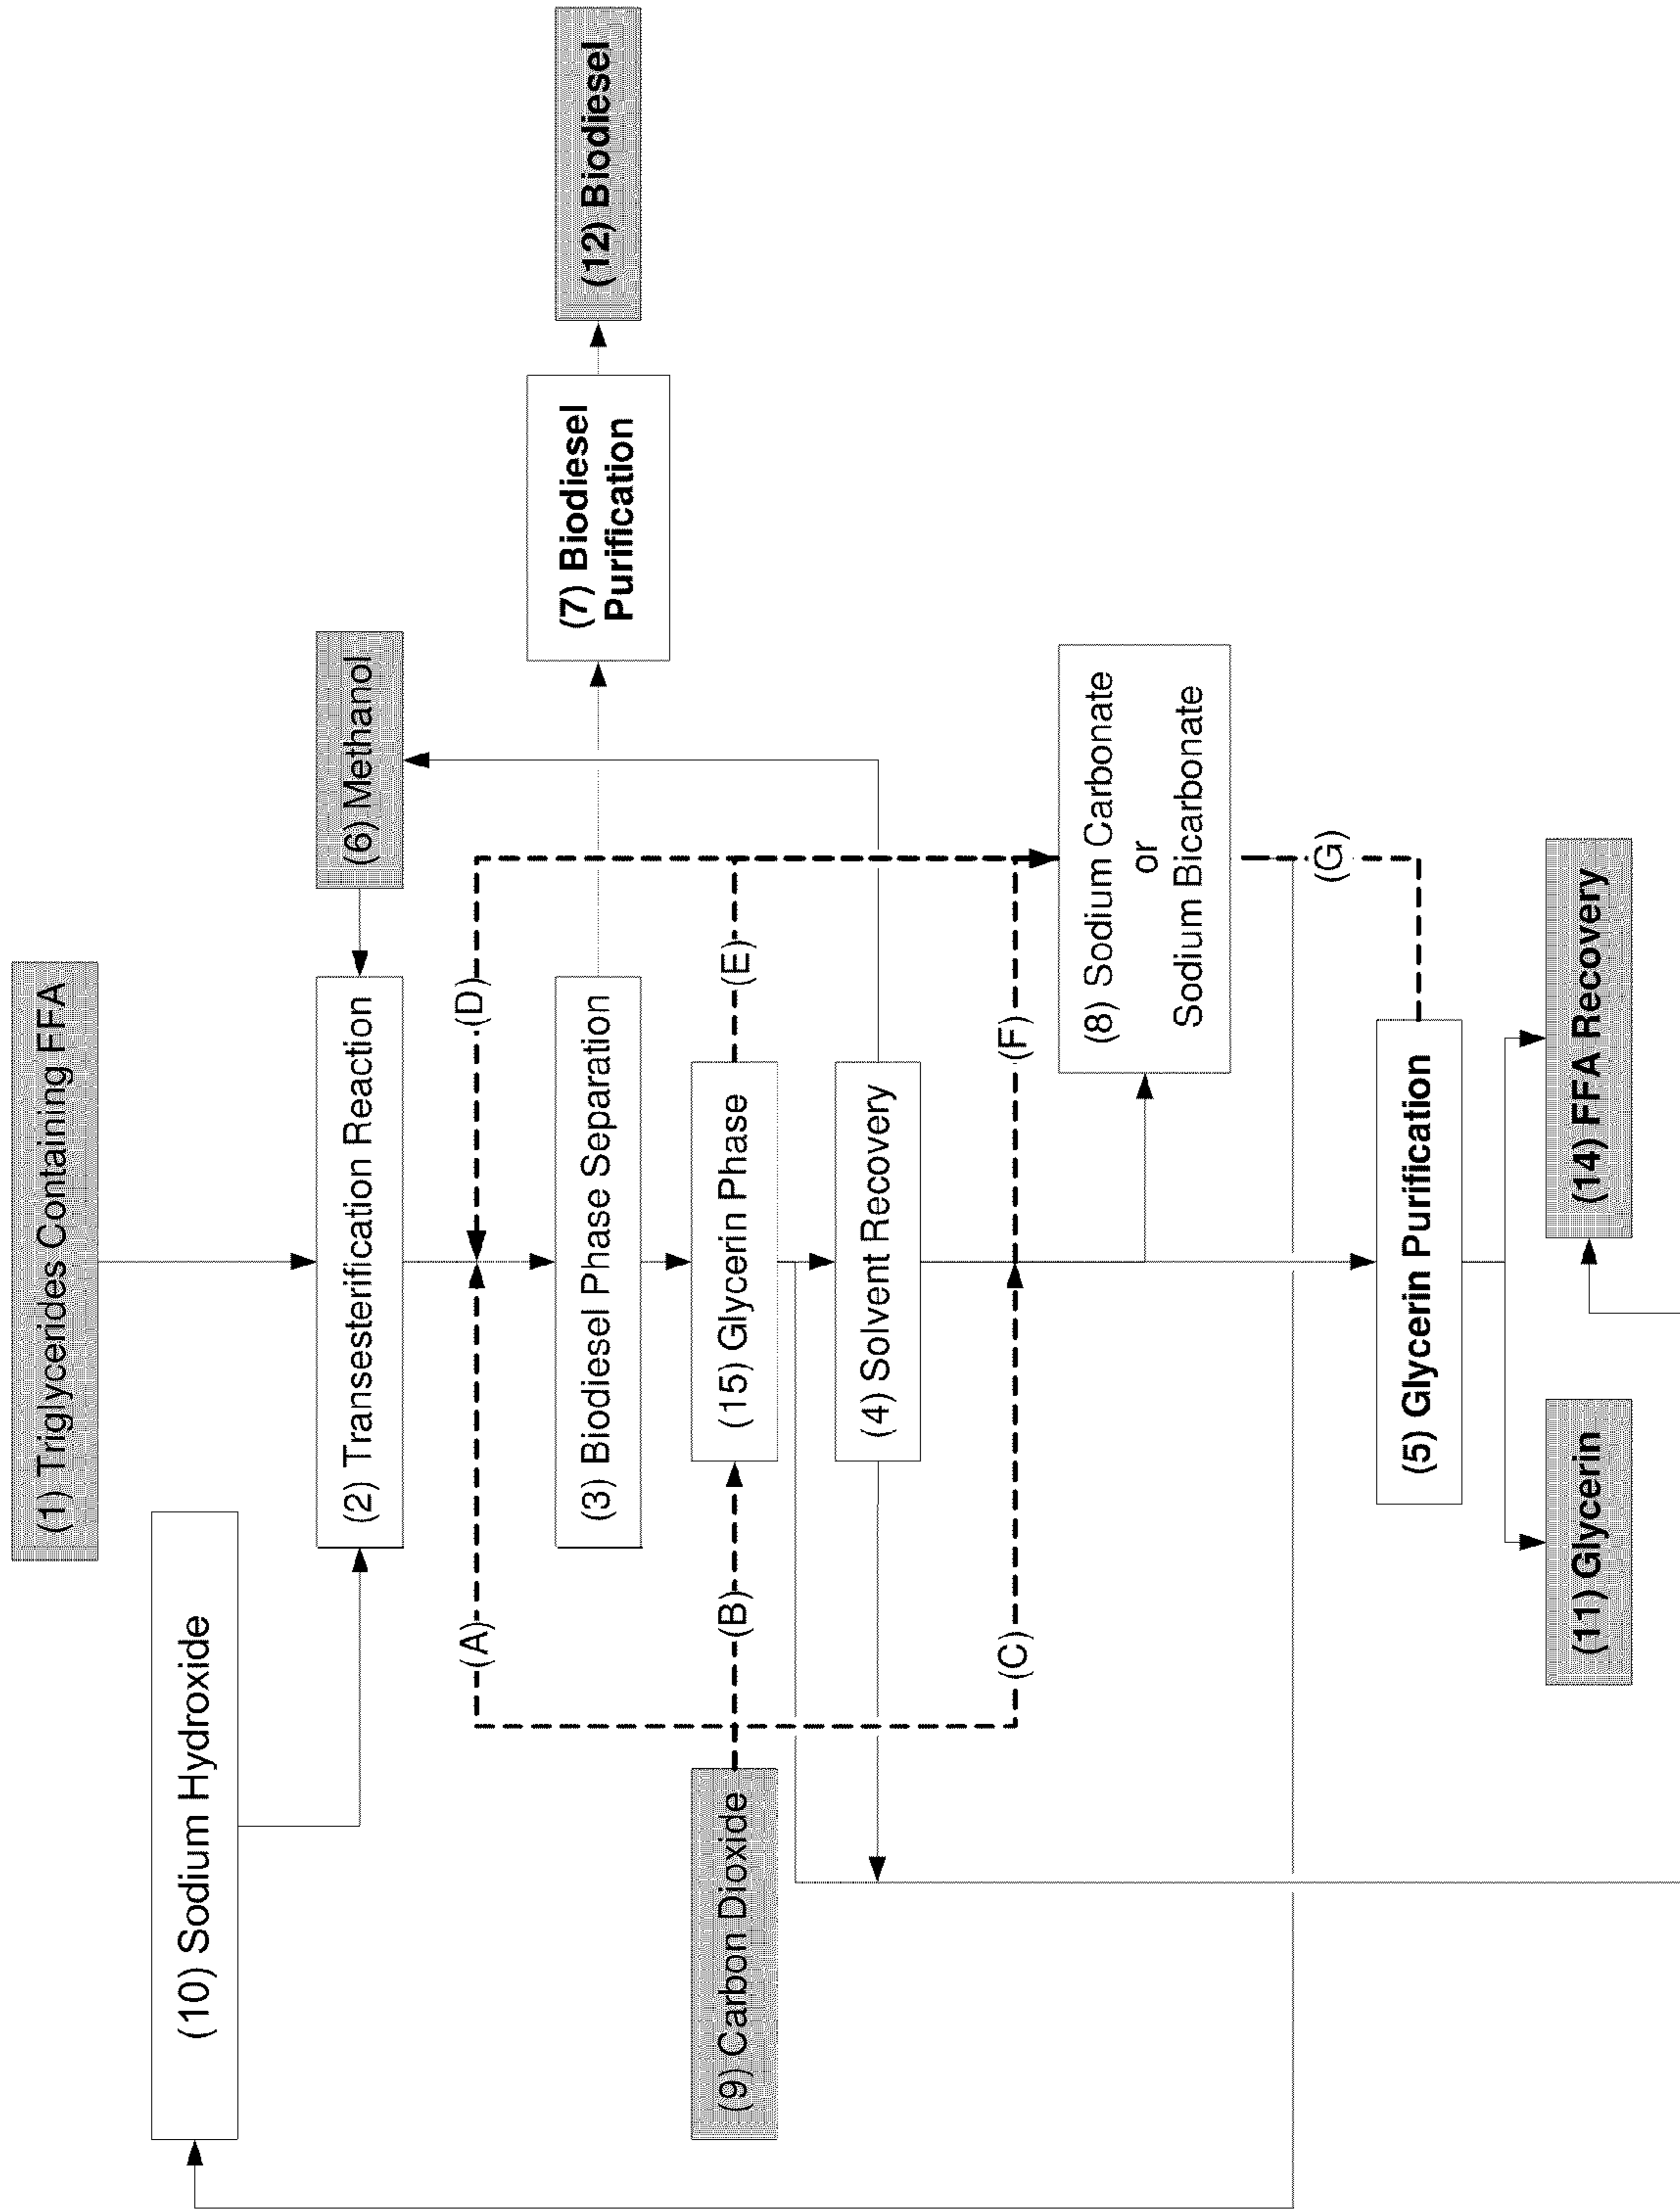 (1) Triglycerides Containing FFA
(10) Sodium Hydroxide
(2) Transesterification Reaction
(6) Methanol
(A)
(D)
(3) Biodiesel Phase Separation
(7) Biodiesel
Purification
(12) Biodiesel
(9) Carbon Dioxide
(B)
(15) Glycerin Phase
(E)
(4) Solvent Recovery
(C)
(F)
(8) Sodium Carbonate
or
Sodium Bicarbonate
(G)
(5) Glycerin Purification
(11) Glycerin
(14) FFA Recovery